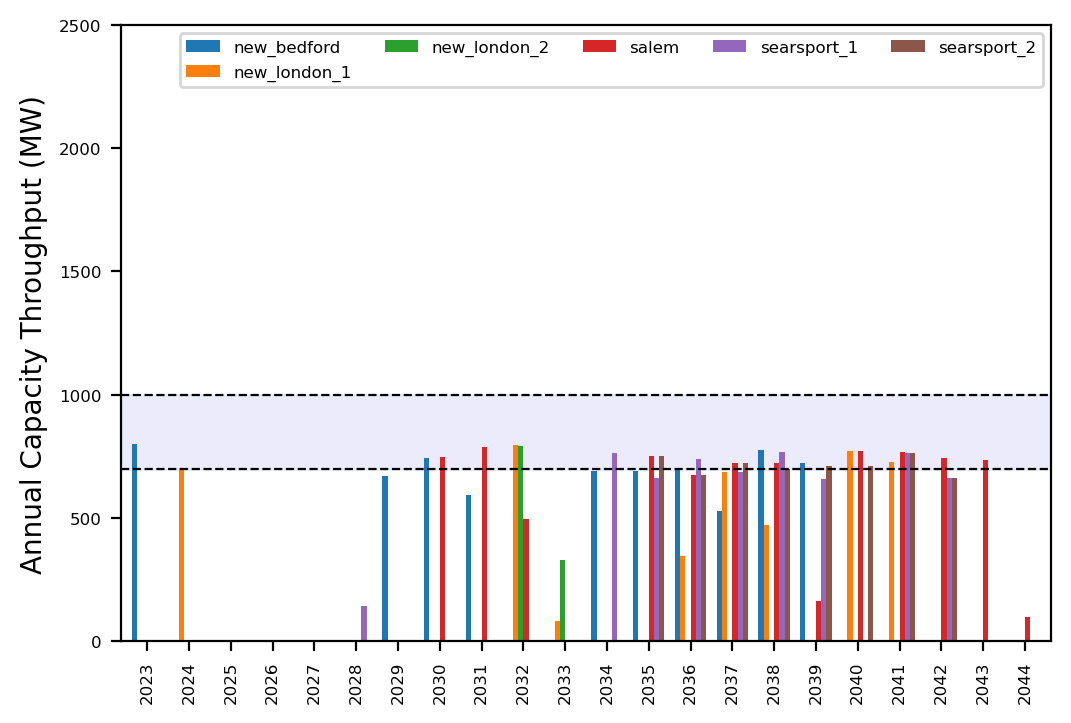 2500
new_bedford new_london_2 salem searsport_1 searsport_2
new_london_1
2000
1500
1000
500
0
Annual Capacity Throughput (MW)
2023 2024 2025 2026 2027 2028 2029 2030 2031 2032 2033 2034 2035 2036 2037 2038 2039 2040 2041 2042 2043 2044